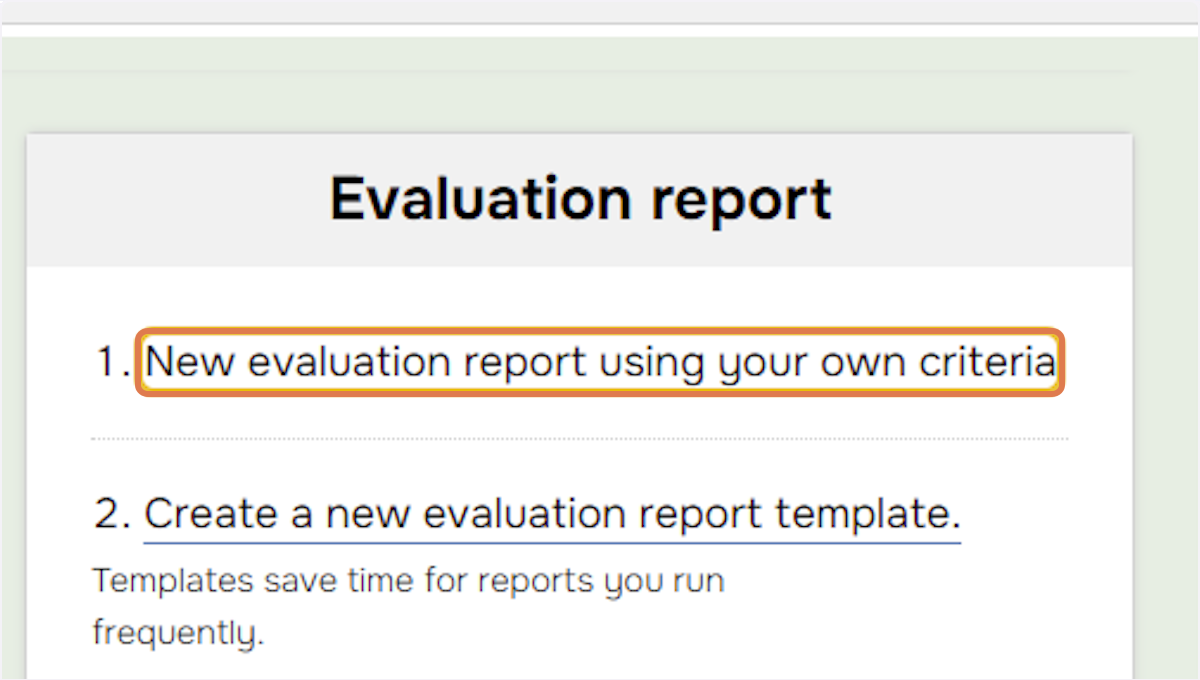 Evaluation report
1. New evaluation report using your own criteria
2. Create a new evaluation report template.
Templates save time for reports you run
frequently.